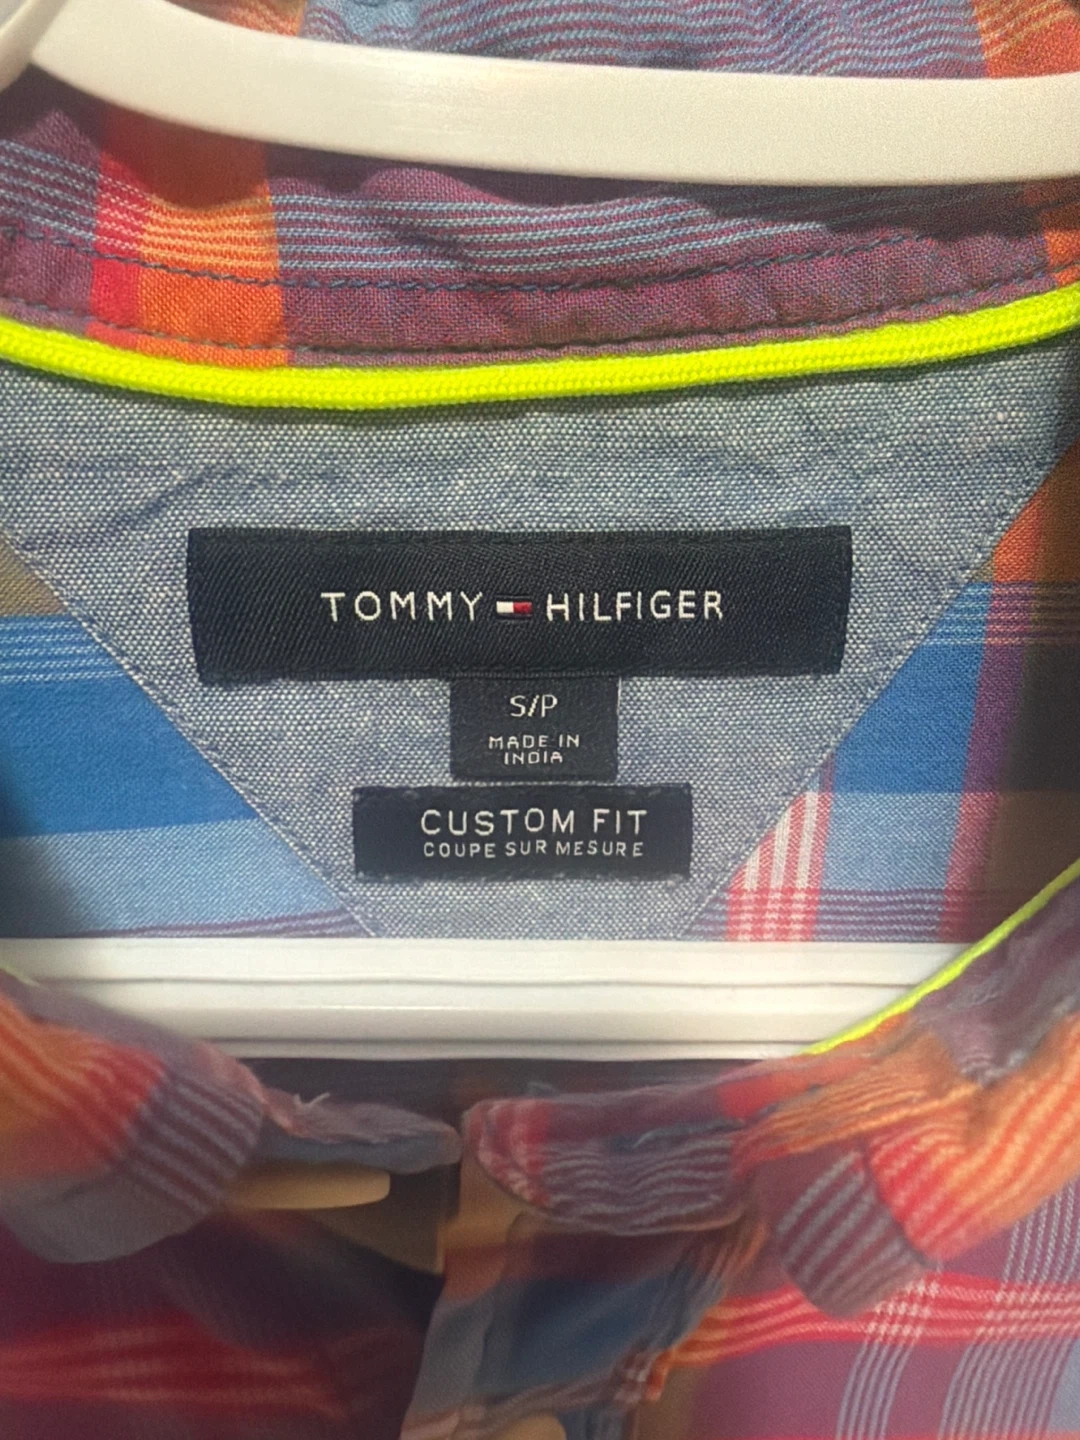 TOMMY HILFIGER
S/P
MADE IN
INDIA
CUSTOM FIT
COUPE SUR MESURE